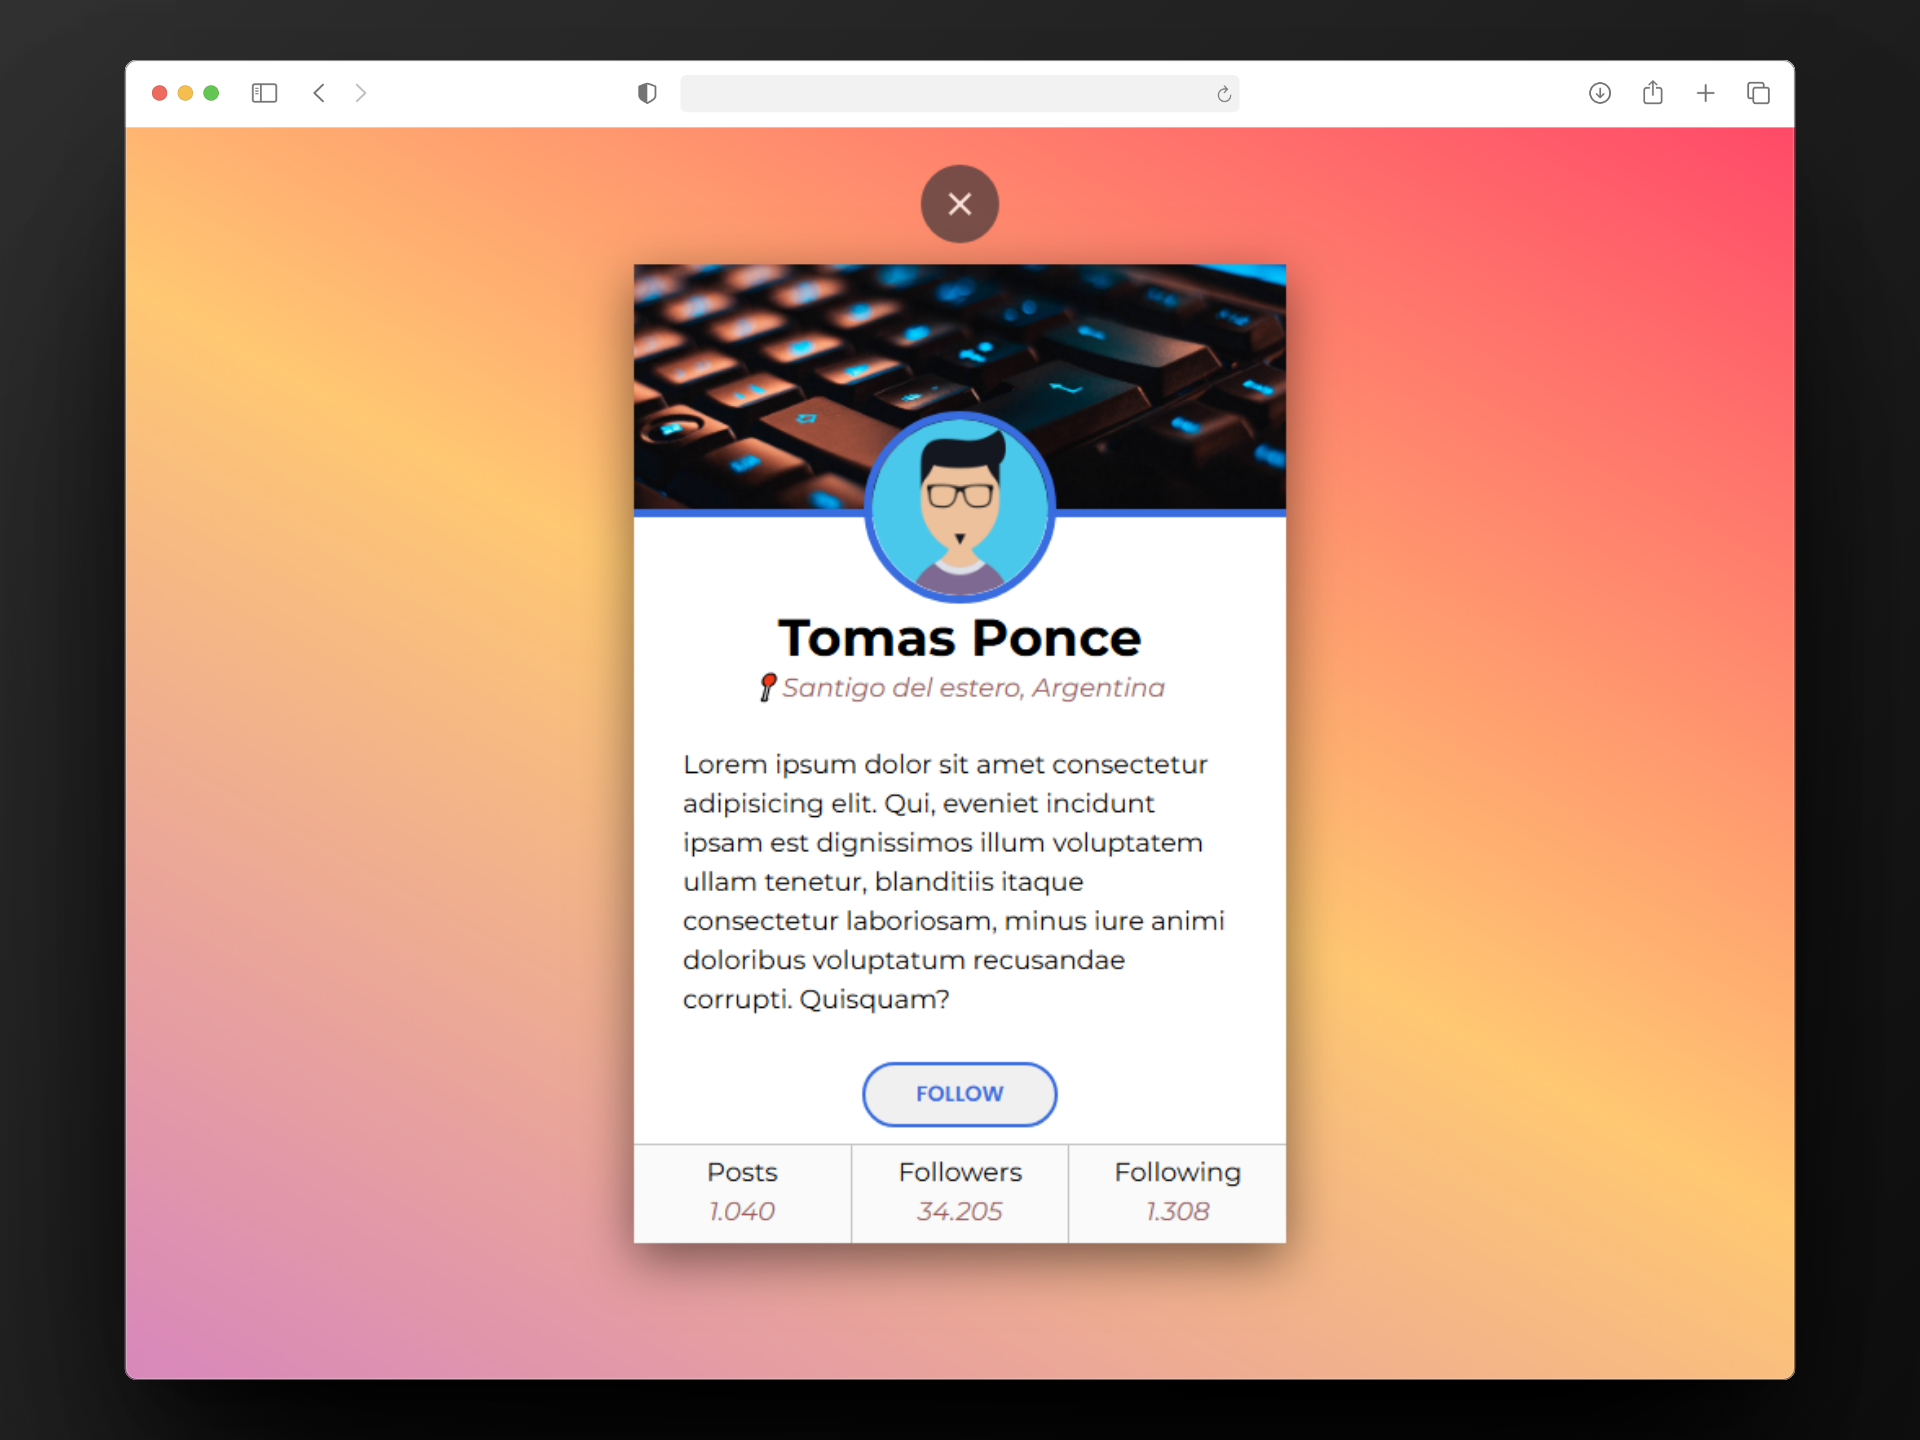 Tomas Ponce
Santigo del estero, Argentina
Lorem ipsum dolor sit amet consectetur
adipisicing elit. Qui, eveniet incidunt
ipsam est dignissimos illum voluptatem
ullam tenetur, blanditiis itaque
consectetur laboriosam, minus iure animi
doloribus voluptatum recusandae
corrupti. Quisquam?
FOLLOW
Posts Followers Following
1.040 34.205 1.308